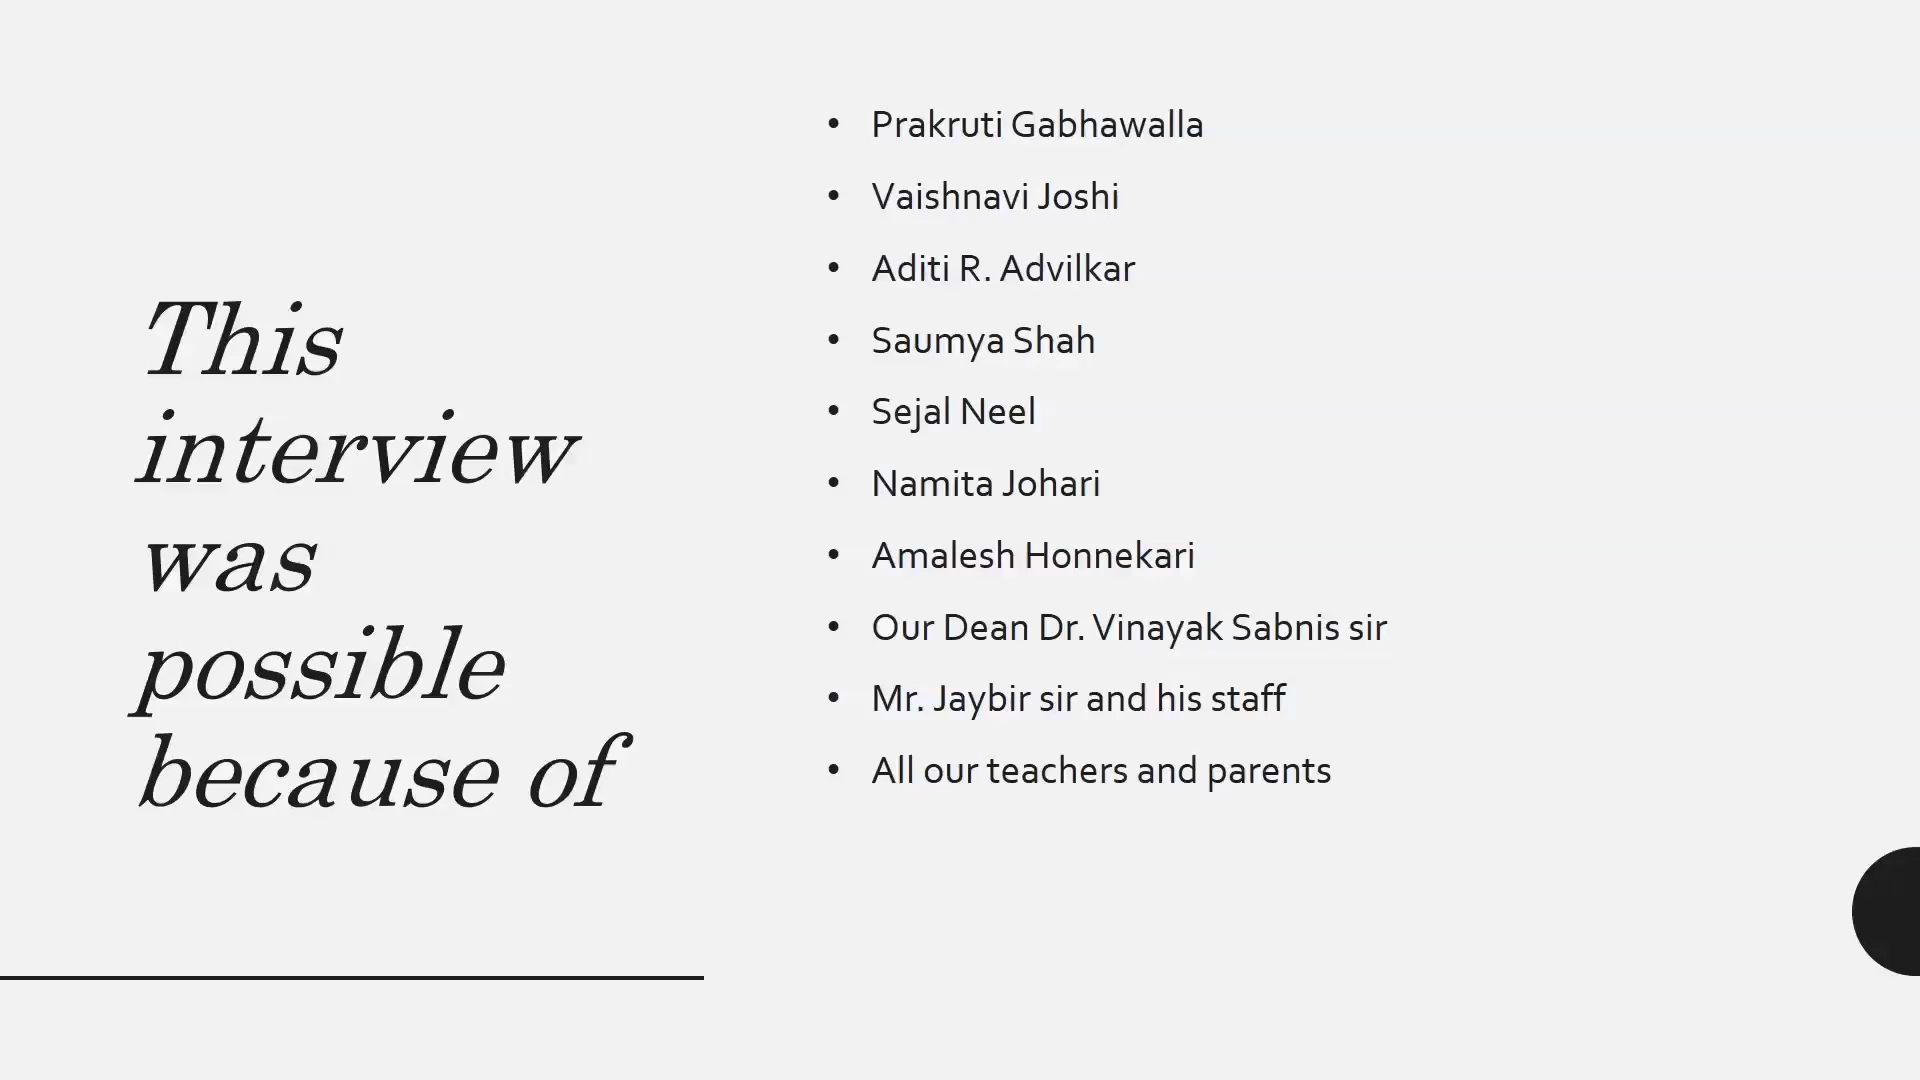 This
interview
was
possible
because of
• Prakruti Gabhawalla
• Vaishnavi Joshi
• Aditi R. Advilkar
• Saumya Shah
• Sejal Neel
• Namita Johari
• Amalesh Honnekari
• Our Dean Dr. Vinayak Sabnis sir
• Mr. Jaybir sir and his staff
• All our teachers and parents